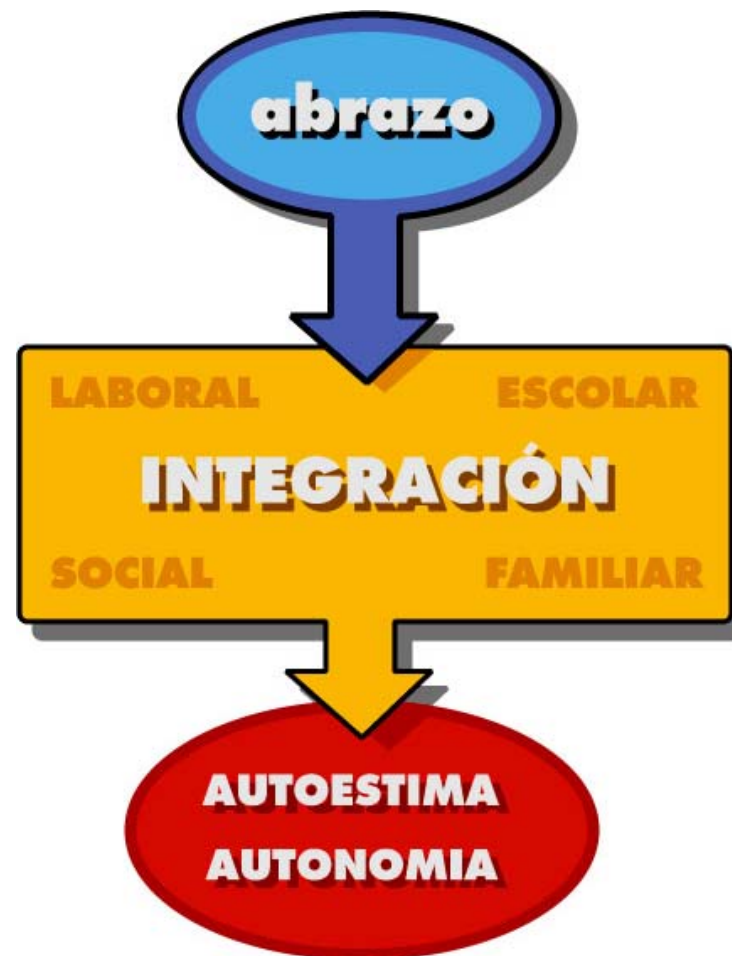 abrazo
LABORAL ESCOLAR
INTEGRACIÓN
SOCIAL FAMILIAR
AUTOESTIMA
AUTONOMIA